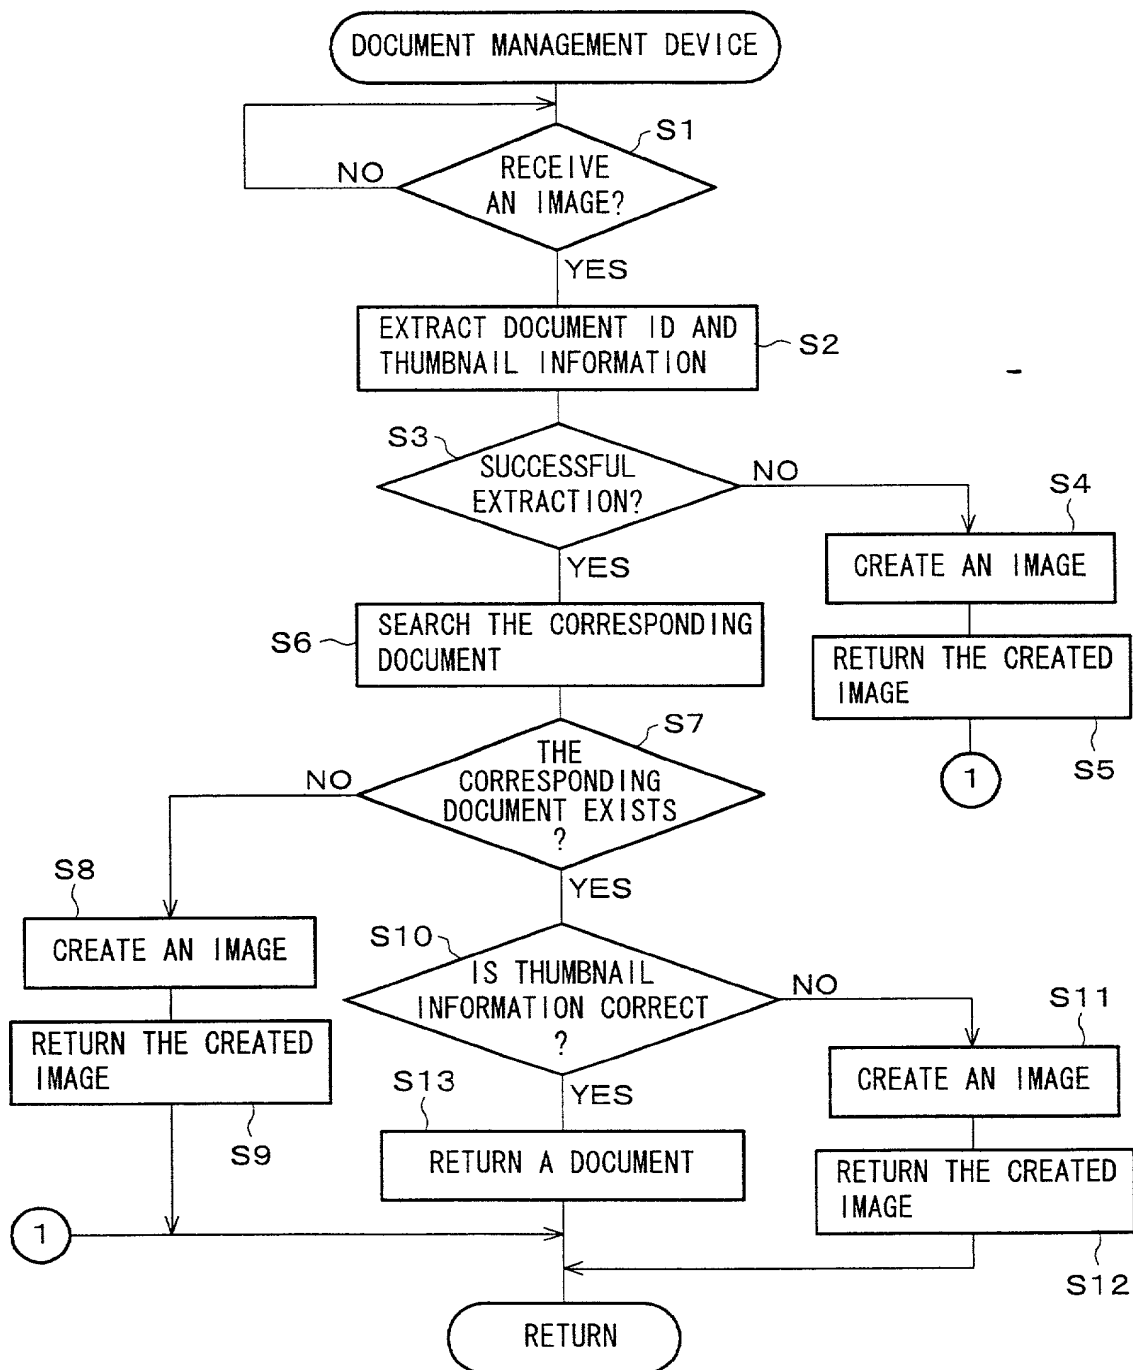 DOCUMENT MANAGEMENT DEVICE
S1
NO
RECEIVE
AN IMAGE?
YES
EXTRACT DOCUMENT ID AND
THUMBNAIL INFORMATION
S2
S3
SUCCESSFUL
EXTRACTION?
NO
S4
YES
CREATE AN IMAGE
S6
SEARCH THE CORRESPONDING
DOCUMENT
RETURN THE CREATED
IMAGE
S5
1
S7
NO
THE
CORRESPONDING
DOCUMENT EXISTS
?
YES
S8
CREATE AN IMAGE
RETURN THE CREATED
IMAGE
S9
S10
IS THUMBNAIL
INFORMATION CORRECT
?
NO
S11
YES
CREATE AN IMAGE
S13
RETURN A DOCUMENT
RETURN THE CREATED
IMAGE
S12
1
RETURN